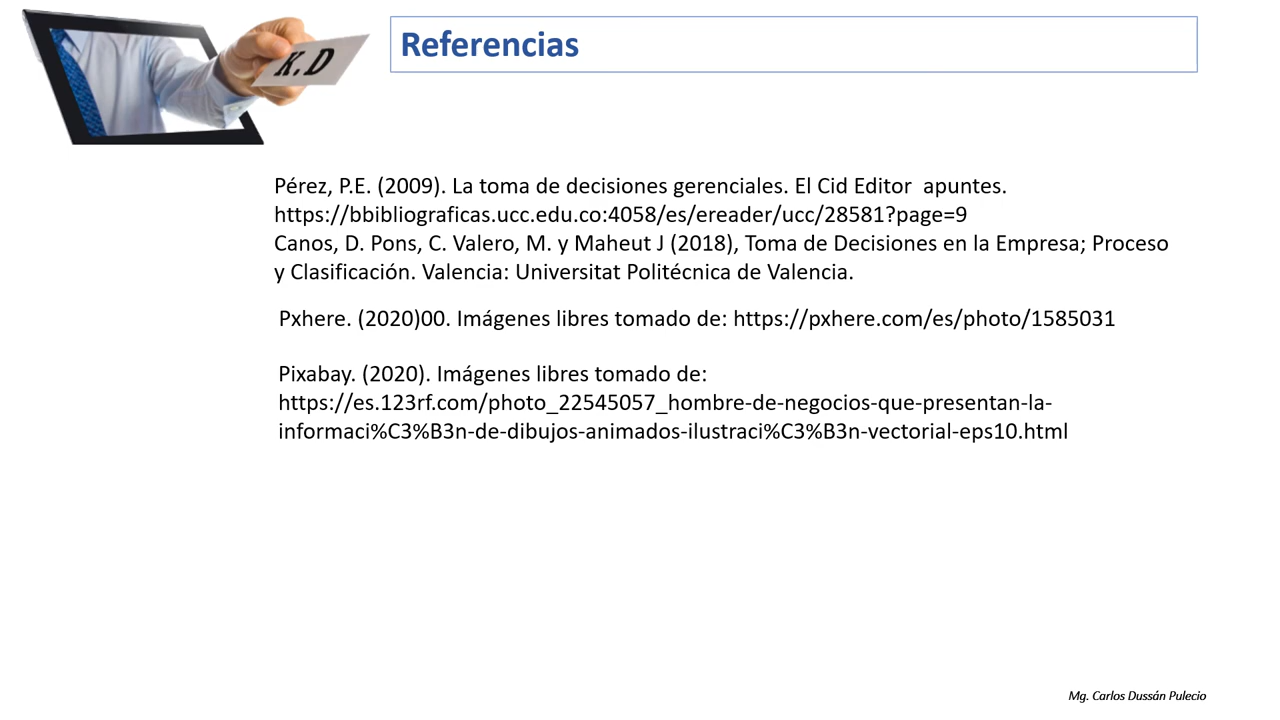 K.D
Referencias
Pérez, P.E. (2009). La toma de decisiones gerenciales. El Cid Editor  apuntes.
https://bbibliograficas.ucc.edu.co:4058/es/ereader/ucc/28581?page=9
Canos, D. Pons, C. Valero, M. y Maheut J (2018), Toma de Decisiones en la Empresa; Proceso
y Clasificación. Valencia: Universitat Politécnica de Valencia.
Pxhere. (2020)00. Imágenes libres tomado de: https://pxhere.com/es/photo/1585031
Pixabay. (2020). Imágenes libres tomado de:
https://es.123rf.com/photo_22545057_hombre-de-negocios-que-presentan-la-
informaci%C3%B3n-de-dibujos-animados-ilustraci%C3%B3n-vectorial-eps10.html
Mg. Carlos Dussán Pulecio